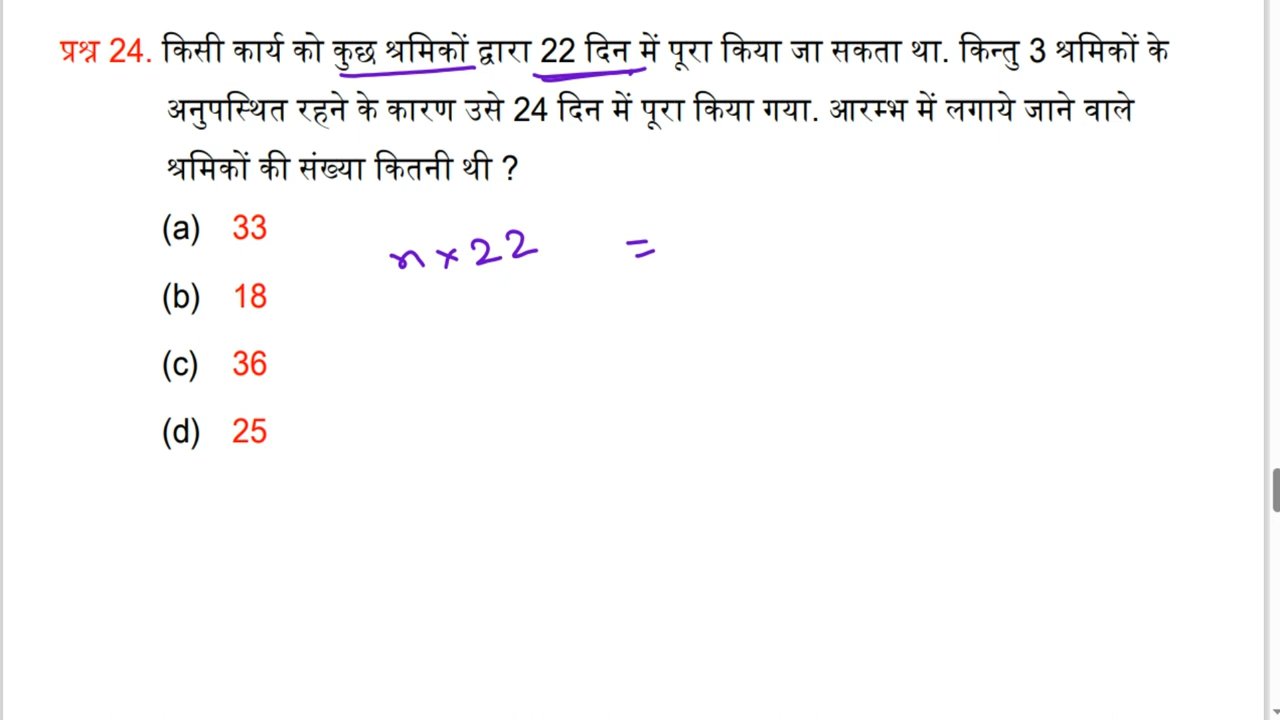 प्रश्न 24. किसी कार्य को कुछ श्रमिकों द्वारा 22 दिन में पूरा किया जा सकता था. किन्तु 3 श्रमिकों के
अनुपस्थित रहने के कारण उसे 24 दिन में पूरा किया गया. आरम्भ में लगाये जाने वाले
श्रमिकों की संख्या कितनी थी ?
(a) 33
n × 22 =
(b) 18
(c) 36
(d) 25